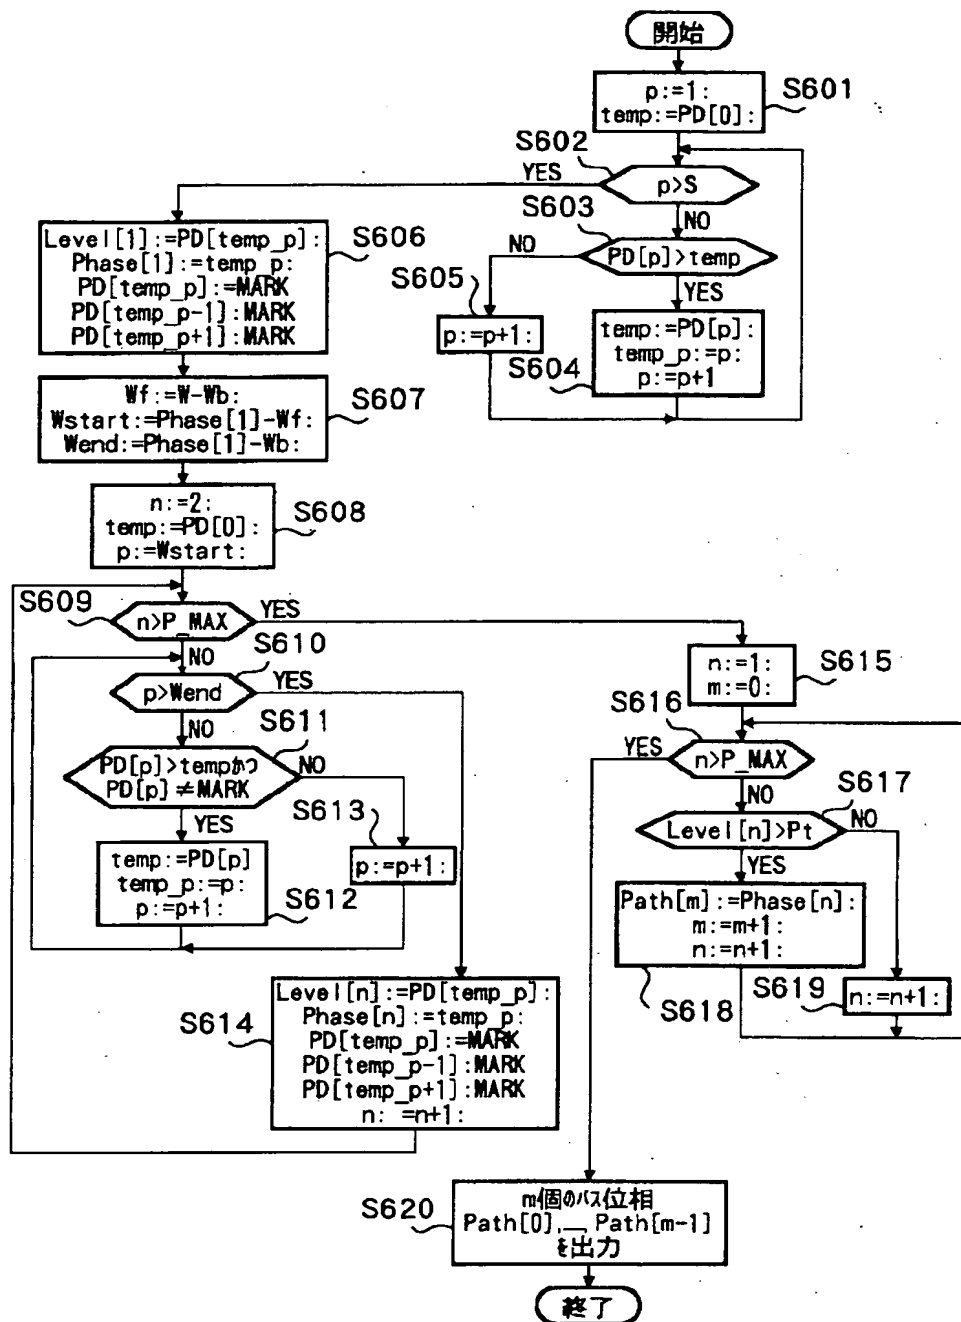 開始
p:=1:
temp:=PD[0]:
S601
S602
YES
p>S
NO
S603
NO
PD[p]>temp
YES
S605
p:=p+1:
temp:=PD[p]:
temp_p:=p:
p:=p+1
S604
Level[1]:=PD[temp_p]:
Phase[1]:=temp_p:
PD[temp_p]:=MARK
PD[temp_p-1]:MARK
PD[temp_p+1]:MARK
S606
Wf:=W-Wb:
Wstart:=Phase[1]-Wf:
Wend:=Phase[1]-Wb:
S607
n:=2:
temp:=PD[0]:
p:=Wstart:
S608
S609
n>P_MAX
YES
NO
S610
p>Wend
YES
NO
S611
PD[p]>tempかつ
PD[p]≠MARK
NO
YES
S613
p:=p+1:
temp:=PD[p]
temp_p:=p:
p:=p+1:
S612
Level[n]:=PD[temp_p]:
Phase[n]:=temp_p:
PD[temp_p]:=MARK
PD[temp_p-1]:MARK
PD[temp_p+1]:MARK
n: =n+1:
S614
n:=1:
m:=0:
S615
S616
YES
n>P_MAX
NO
S617
Level[n]>Pt
NO
YES
Path[m]:=Phase[n]:
m:=m+1:
n:=n+1:
S618
S619
n:=n+1:
S620
m個のパス位相
Path[0],—, Path[m-1]
を出力
終了